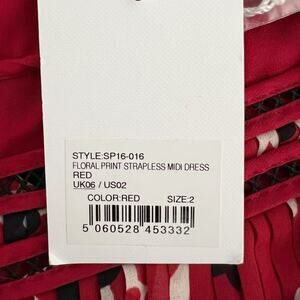 STYLE:SP16-016
FLORAL PRINT STRAPLESS MIDI DRESS
RED
UK06 / US02
COLOR:RED SIZE:2
5 060528 453332